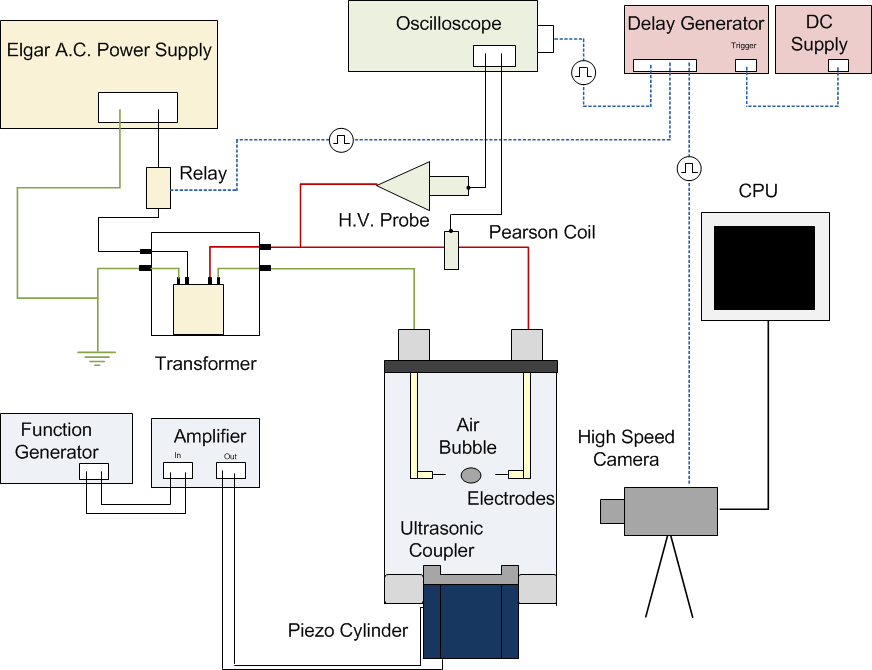 Elgar A.C. Power Supply
Oscilloscope
Delay Generator
Trigger
DC
Supply
Relay
H.V. Probe
Pearson Coil
CPU
Transformer
Function
Generator
Amplifier
In
Out
Air
Bubble
Electrodes
High Speed
Camera
Ultrasonic
Coupler
Piezo Cylinder